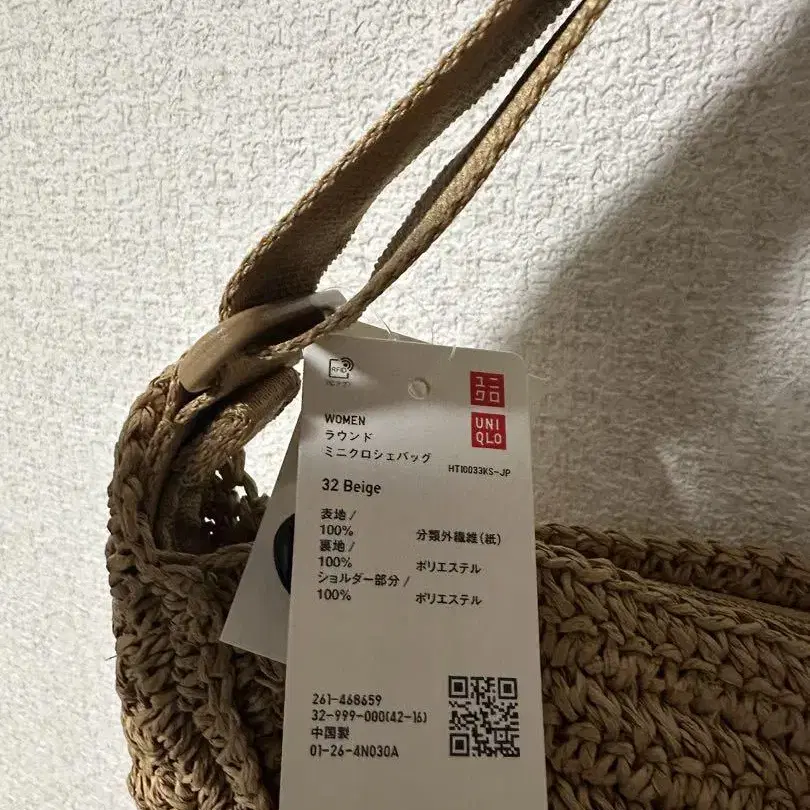 RFID
ユニ
クロ
UNI
QLO
WOMEN
ラウンド
ミニクロシェバッグ
HTI0033KS-JP
32 Beige
表地/
100% 分類外繊維(紙)
裏地/
100% ポリエステル
ショルダー部分/
100% ポリエステル
261-468659
32-999-000(42-16)
中国製
01-26-4N030A